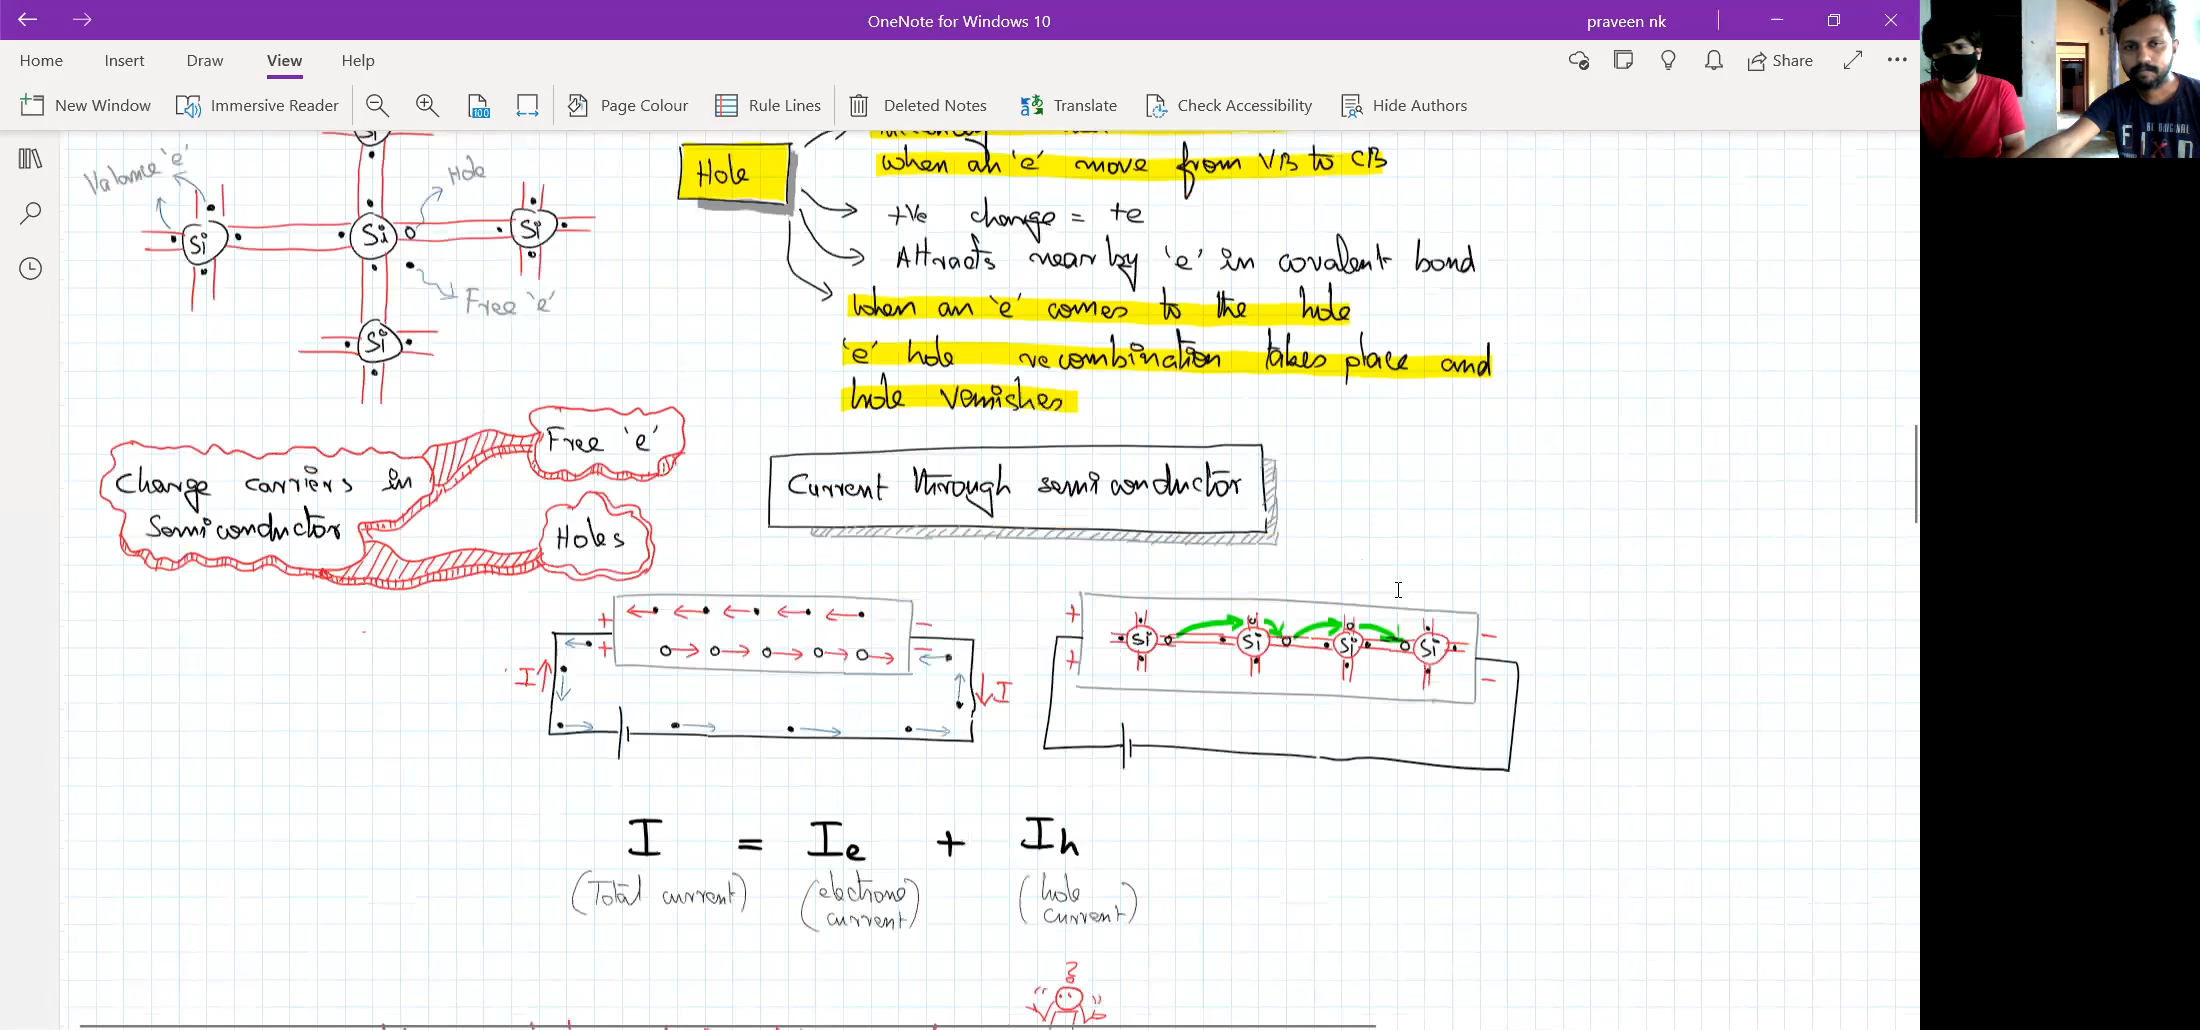 OneNote for Windows 10
praveen nk
Home Insert Draw View Help
Share
New Window Immersive Reader Page Colour Rule Lines Deleted Notes Translate Check Accessibility Hide Authors
100
when an 'e' move from VB to CB
Hole
+ve charge = +e
Attracts near by 'e' in covalent bond
when an 'e' comes to the hole
'e' hole recombination takes place and
hole vanishes
Valance 'e'
Hole
Si
Si
Si
Si
Si
Free 'e'
Free 'e'
Charge carriers in
Semiconductor
Holes
Current through semiconductor
+ −
+ −
I
I
+ −
+ −
Si Si Si Si
I = Ie + Ih
(Total current) (electrone current) (hole current)
?